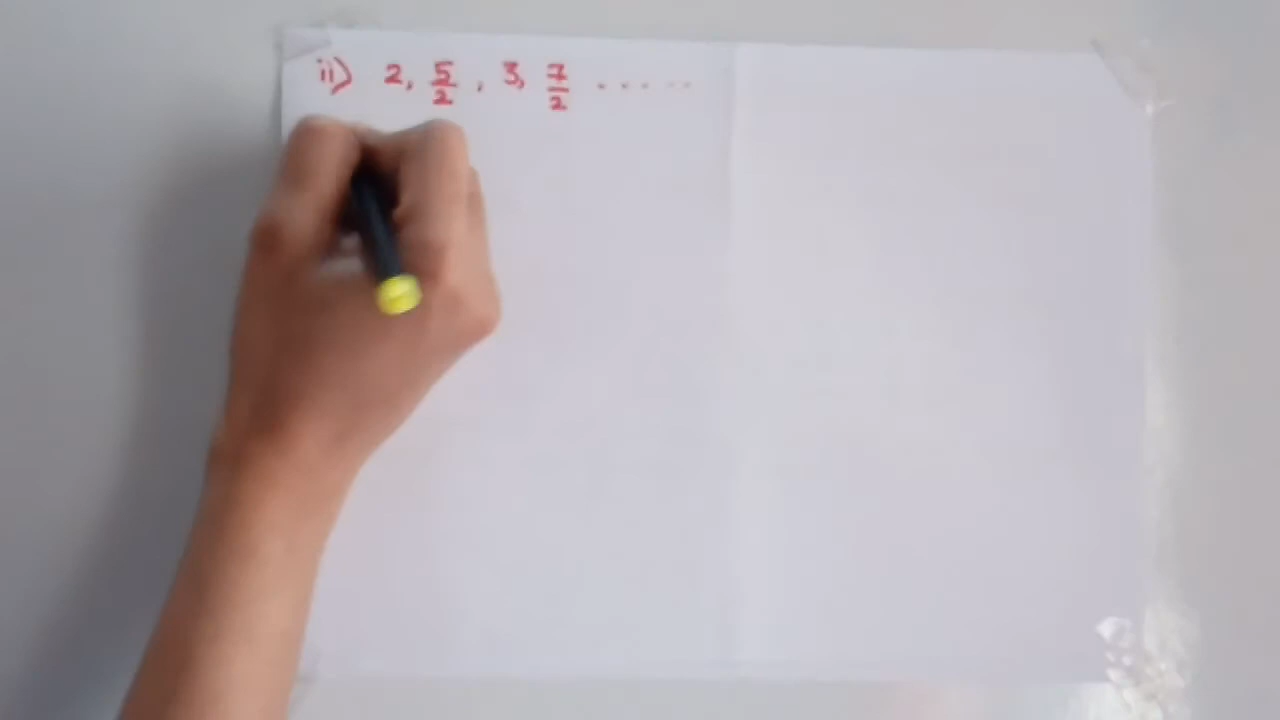 ii) 2, 5/2, 3, 7/2 ......